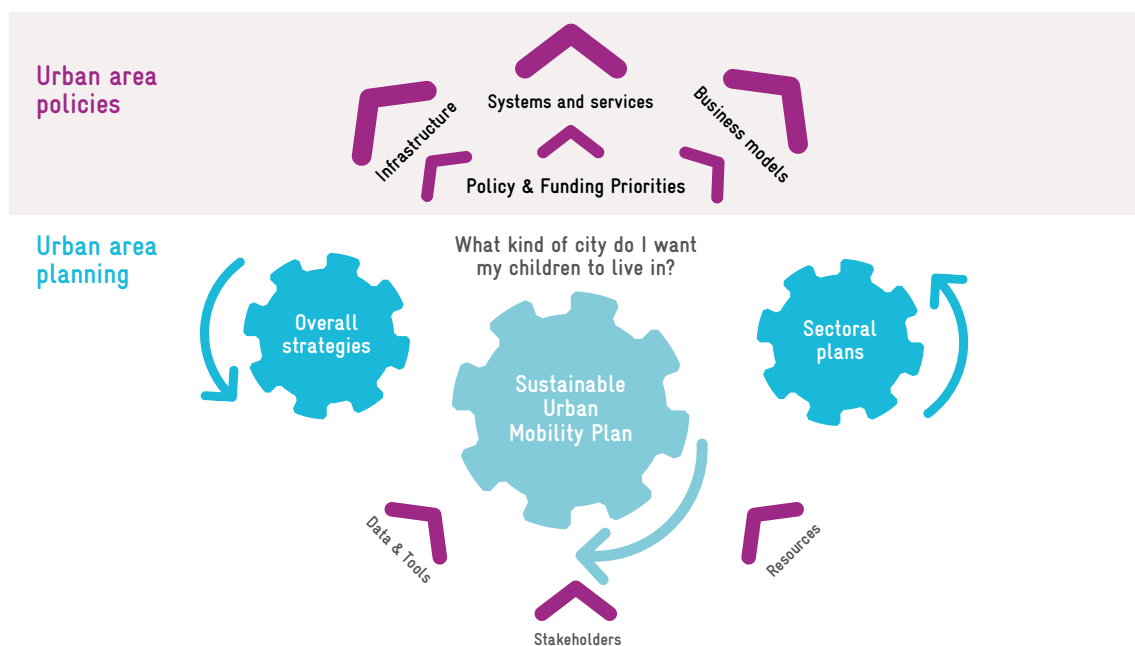 Urban area
policies
Systems and services
Infrastructure
Business models
Policy & Funding Priorities
Urban area
planning
What kind of city do I want
my children to live in?
Overall
strategies
Sectoral
plans
Sustainable
Urban
Mobility Plan
Data & Tools
Resources
Stakeholders